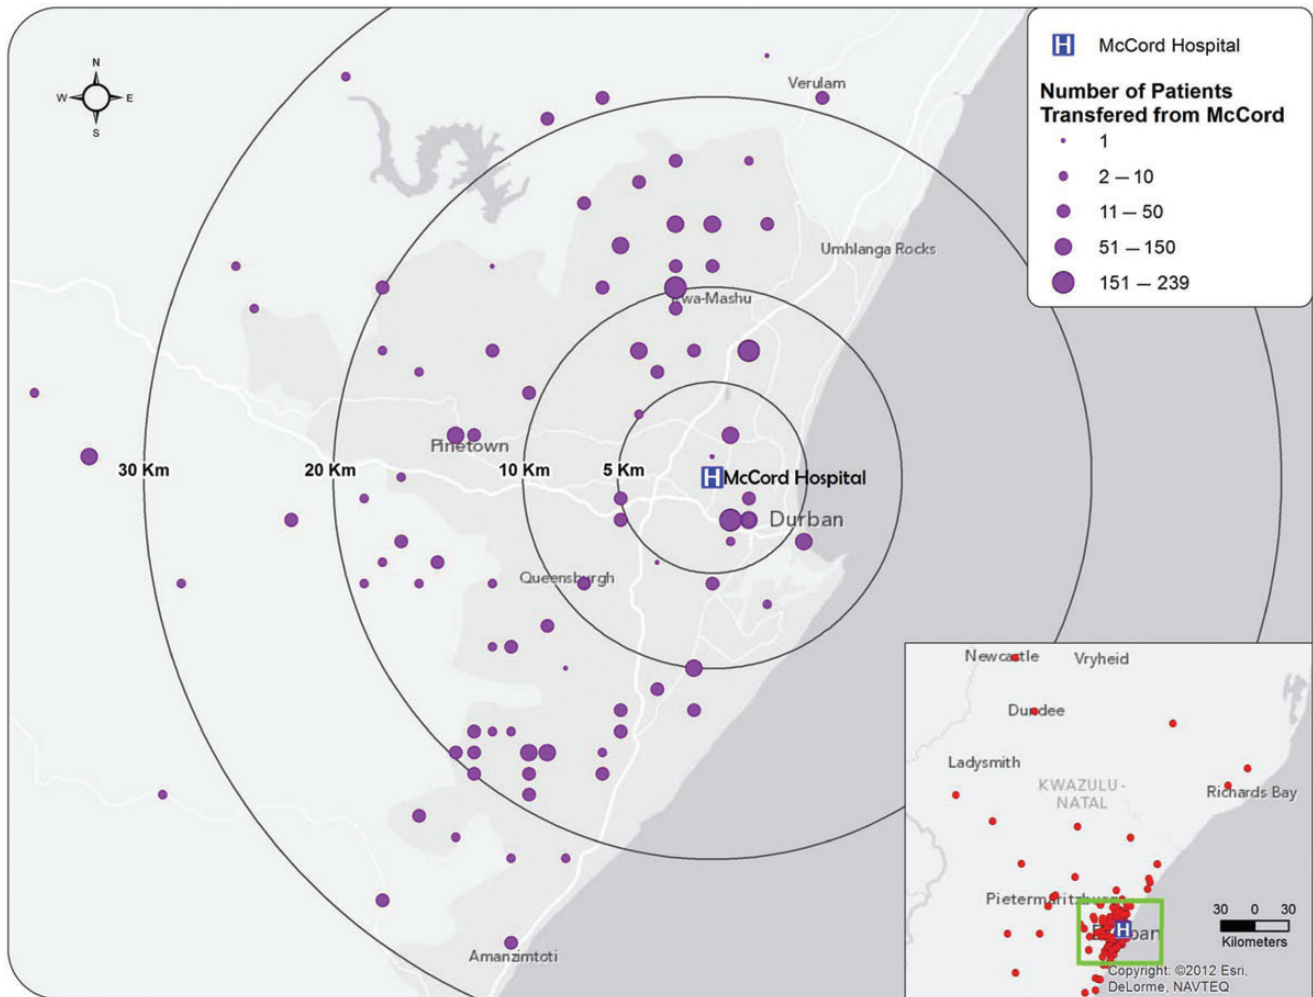 N
W E
S
Verulam
H McCord Hospital
Number of Patients
Transfered from McCord
1
2 — 10
11 — 50
51 — 150
151 — 239
Umhlanga Rocks
Kwa-Mashu
Pinetown
30 Km
20 Km
10 Km
5 Km
H McCord Hospital
Durban
Queensburgh
Amanzimtoti
Newcastle
Vryheid
Dundee
Ladysmith
KWAZULU-
NATAL
Richards Bay
Pietermaritzburg
Durban
H
30 0 30
Kilometers
Copyright: ©2012 Esri,
DeLorme, NAVTEQ